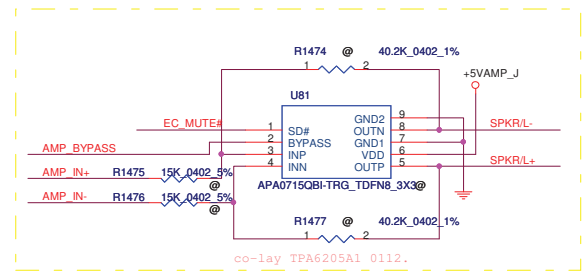 R1474 @ 40.2K_0402_1%
1 2
+5VAMP_J
U81
EC_MUTE# 1 SD# GND2 9
OUTN 8 SPKR/L-
AMP_BYPASS 2 BYPASS GND1 7
3 INP VDD 6
AMP_IN+ R1475 15K_0402_5% 4 INN OUTP 5 SPKR/L+
@
APA0715QBI-TRG_TDFN8_3X3@
AMP_IN- R1476 15K_0402_5%
@
R1477 @ 40.2K_0402_1%
1 2
co-lay TPA6205A1 0112.